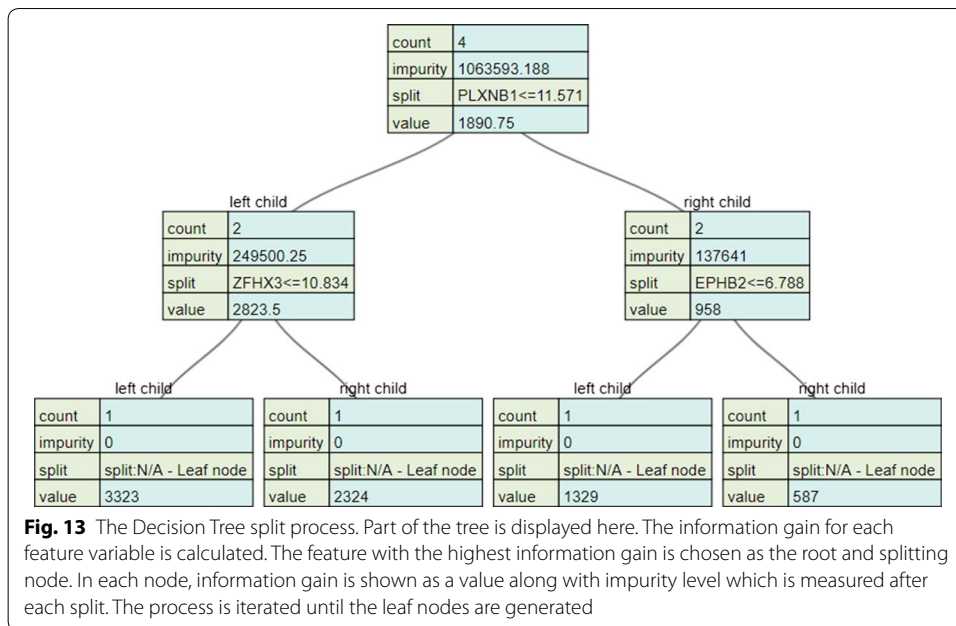 count 4
impurity 1063593.188
split PLXNB1<=11.571
value 1890.75
left child
count 2
impurity 249500.25
split ZFHX3<=10.834
value 2823.5
right child
count 2
impurity 137641
split EPHB2<=6.788
value 958
left child
count 1
impurity 0
split split:N/A - Leaf node
value 3323
right child
count 1
impurity 0
split split:N/A - Leaf node
value 2324
left child
count 1
impurity 0
split split:N/A - Leaf node
value 1329
right child
count 1
impurity 0
split split:N/A - Leaf node
value 587
Fig. 13 The Decision Tree split process. Part of the tree is displayed here. The information gain for each
feature variable is calculated. The feature with the highest information gain is chosen as the root and splitting
node. In each node, information gain is shown as a value along with impurity level which is measured after
each split. The process is iterated until the leaf nodes are generated